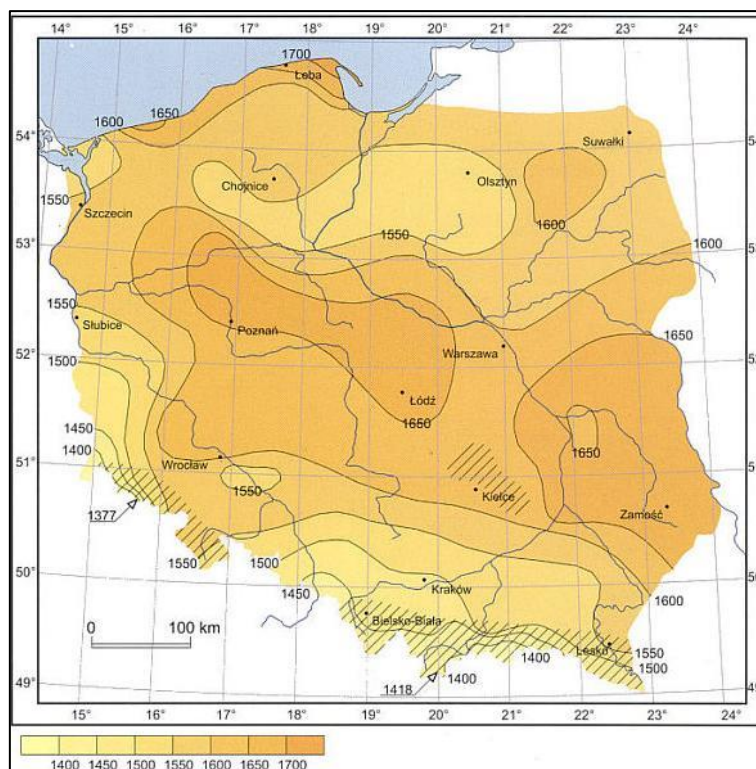 14° 15° 16° 17° 18° 19° 20° 21° 22° 23° 24°
1700
Łeba
1650
1600
54°
Suwałki
Chojnice
Olsztyn
1550
Szczecin
1600
1550
53°
1600
1550
Słubice
Poznań
1650
52°
1500
Warszawa
Łódź
1650
1450
51°
1400
Wrocław
1650
1550
Kielce
1377
Zamość
1550
1500
50°
1450
Kraków
1600
0 100 km
Bielsko-Biała
Lesko
1550
1400
1500
1400
49°
1418
15° 16° 17° 18° 19° 20° 21° 22° 23°
1400 1450 1500 1550 1600 1650 1700